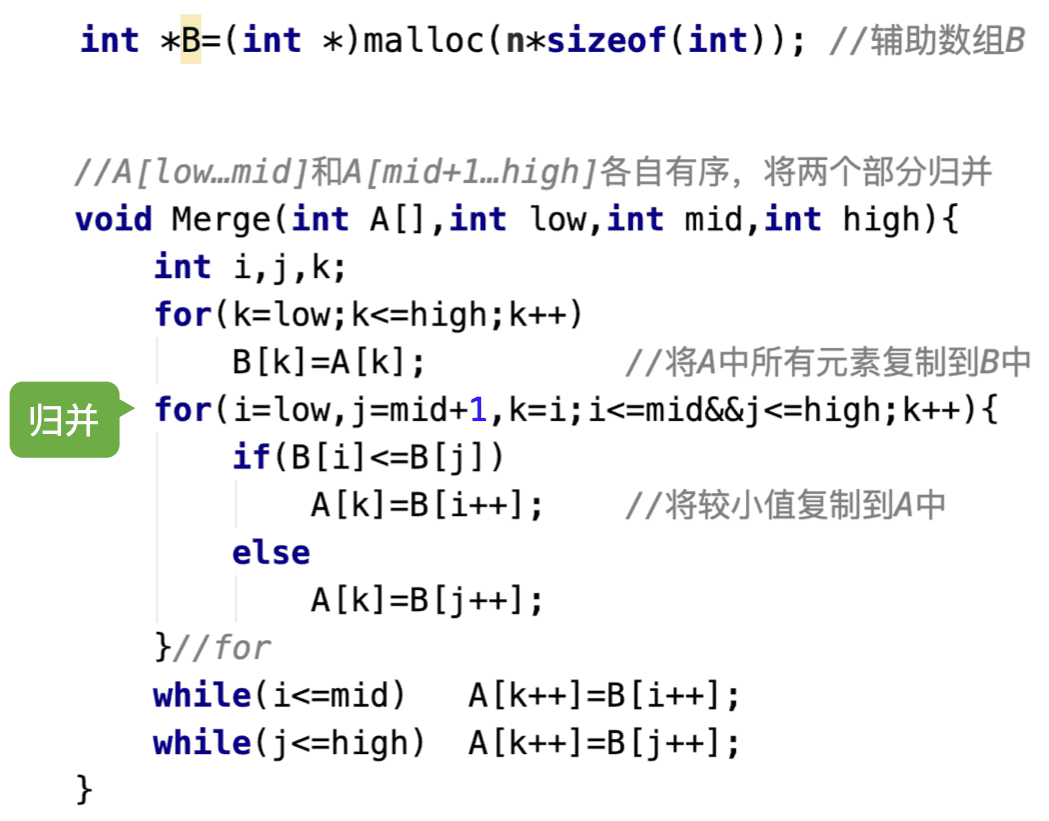 int *B=(int *)malloc(n*sizeof(int)); //辅助数组B
//A[low…mid]和A[mid+1…high]各自有序，将两个部分归并
void Merge(int A[],int low,int mid,int high){
int i,j,k;
for(k=low;k<=high;k++)
B[k]=A[k]; //将A中所有元素复制到B中
归并
for(i=low,j=mid+1,k=i;i<=mid&&j<=high;k++){
if(B[i]<=B[j])
A[k]=B[i++]; //将较小值复制到A中
else
A[k]=B[j++];
}//for
while(i<=mid) A[k++]=B[i++];
while(j<=high) A[k++]=B[j++];
}